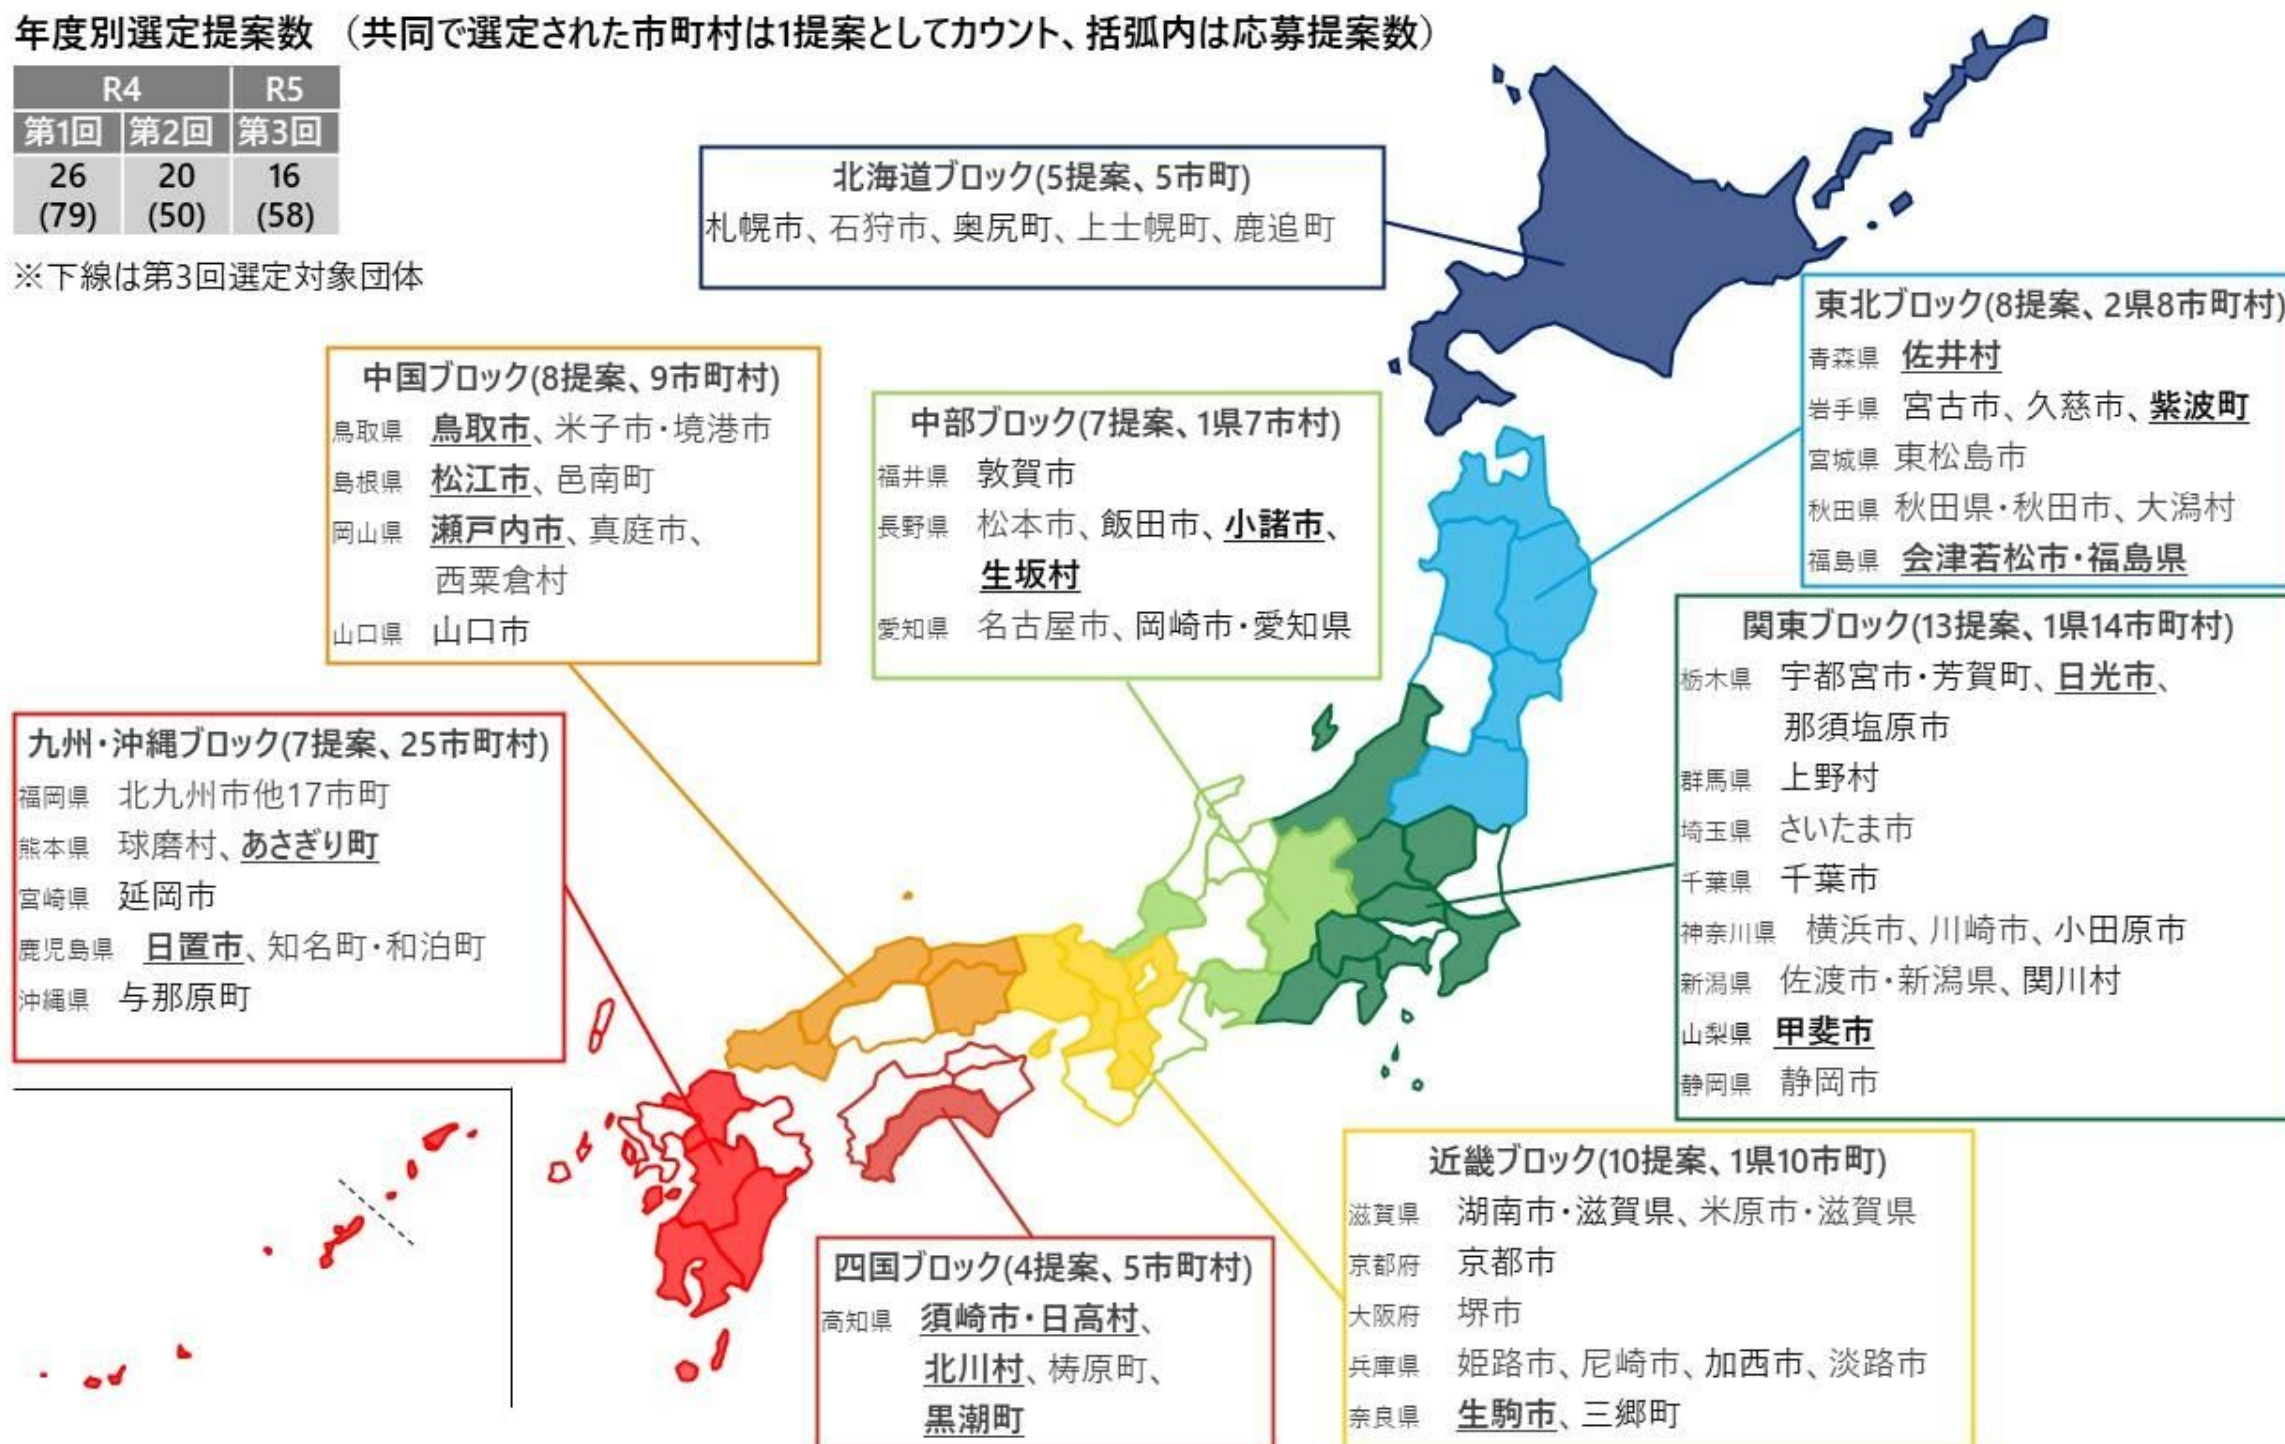 年度別選定提案数 （共同で選定された市町村は1提案としてカウント、括弧内は応募提案数）
R4 R5
第1回 第2回 第3回
26 20 16
(79) (50) (58)
※下線は第3回選定対象団体
北海道ブロック(5提案、5市町)
札幌市、石狩市、奥尻町、上士幌町、鹿追町
東北ブロック(8提案、2県8市町村)
青森県 佐井村
岩手県 宮古市、久慈市、紫波町
宮城県 東松島市
秋田県 秋田県・秋田市、大潟村
福島県 会津若松市・福島県
中国ブロック(8提案、9市町村)
鳥取県 鳥取市、米子市・境港市
島根県 松江市、邑南町
岡山県 瀬戸内市、真庭市、
西粟倉村
山口県 山口市
中部ブロック(7提案、1県7市村)
福井県 敦賀市
長野県 松本市、飯田市、小諸市、
生坂村
愛知県 名古屋市、岡崎市・愛知県
関東ブロック(13提案、1県14市町村)
栃木県 宇都宮市・芳賀町、日光市、
那須塩原市
群馬県 上野村
埼玉県 さいたま市
千葉県 千葉市
神奈川県 横浜市、川崎市、小田原市
新潟県 佐渡市・新潟県、関川村
山梨県 甲斐市
静岡県 静岡市
九州・沖縄ブロック(7提案、25市町村)
福岡県 北九州市他17市町
熊本県 球磨村、あさぎり町
宮崎県 延岡市
鹿児島県 日置市、知名町・和泊町
沖縄県 与那原町
四国ブロック(4提案、5市町村)
高知県 須崎市・日高村、
北川村、梼原町、
黒潮町
近畿ブロック(10提案、1県10市町)
滋賀県 湖南市・滋賀県、米原市・滋賀県
京都府 京都市
大阪府 堺市
兵庫県 姫路市、尼崎市、加西市、淡路市
奈良県 生駒市、三郷町